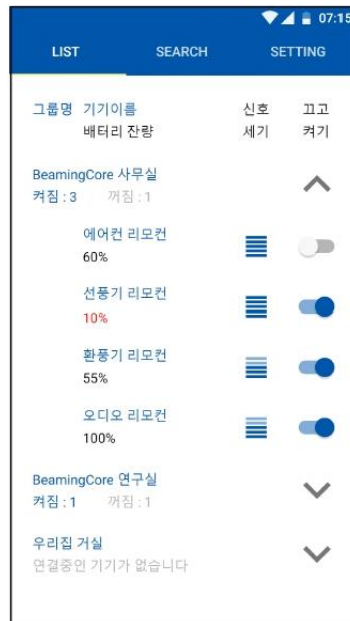 07:15
LIST SEARCH SETTING
그룹명 기기이름 신호 끄고
배터리 잔량 세기 켜기
BeamingCore 사무실
켜짐 : 3 꺼짐 : 1
에어컨 리모컨
60%
선풍기 리모컨
10%
환풍기 리모컨
55%
오디오 리모컨
100%
BeamingCore 연구실
켜짐 : 1 꺼짐 : 1
우리집 거실
연결중인 기기가 없습니다